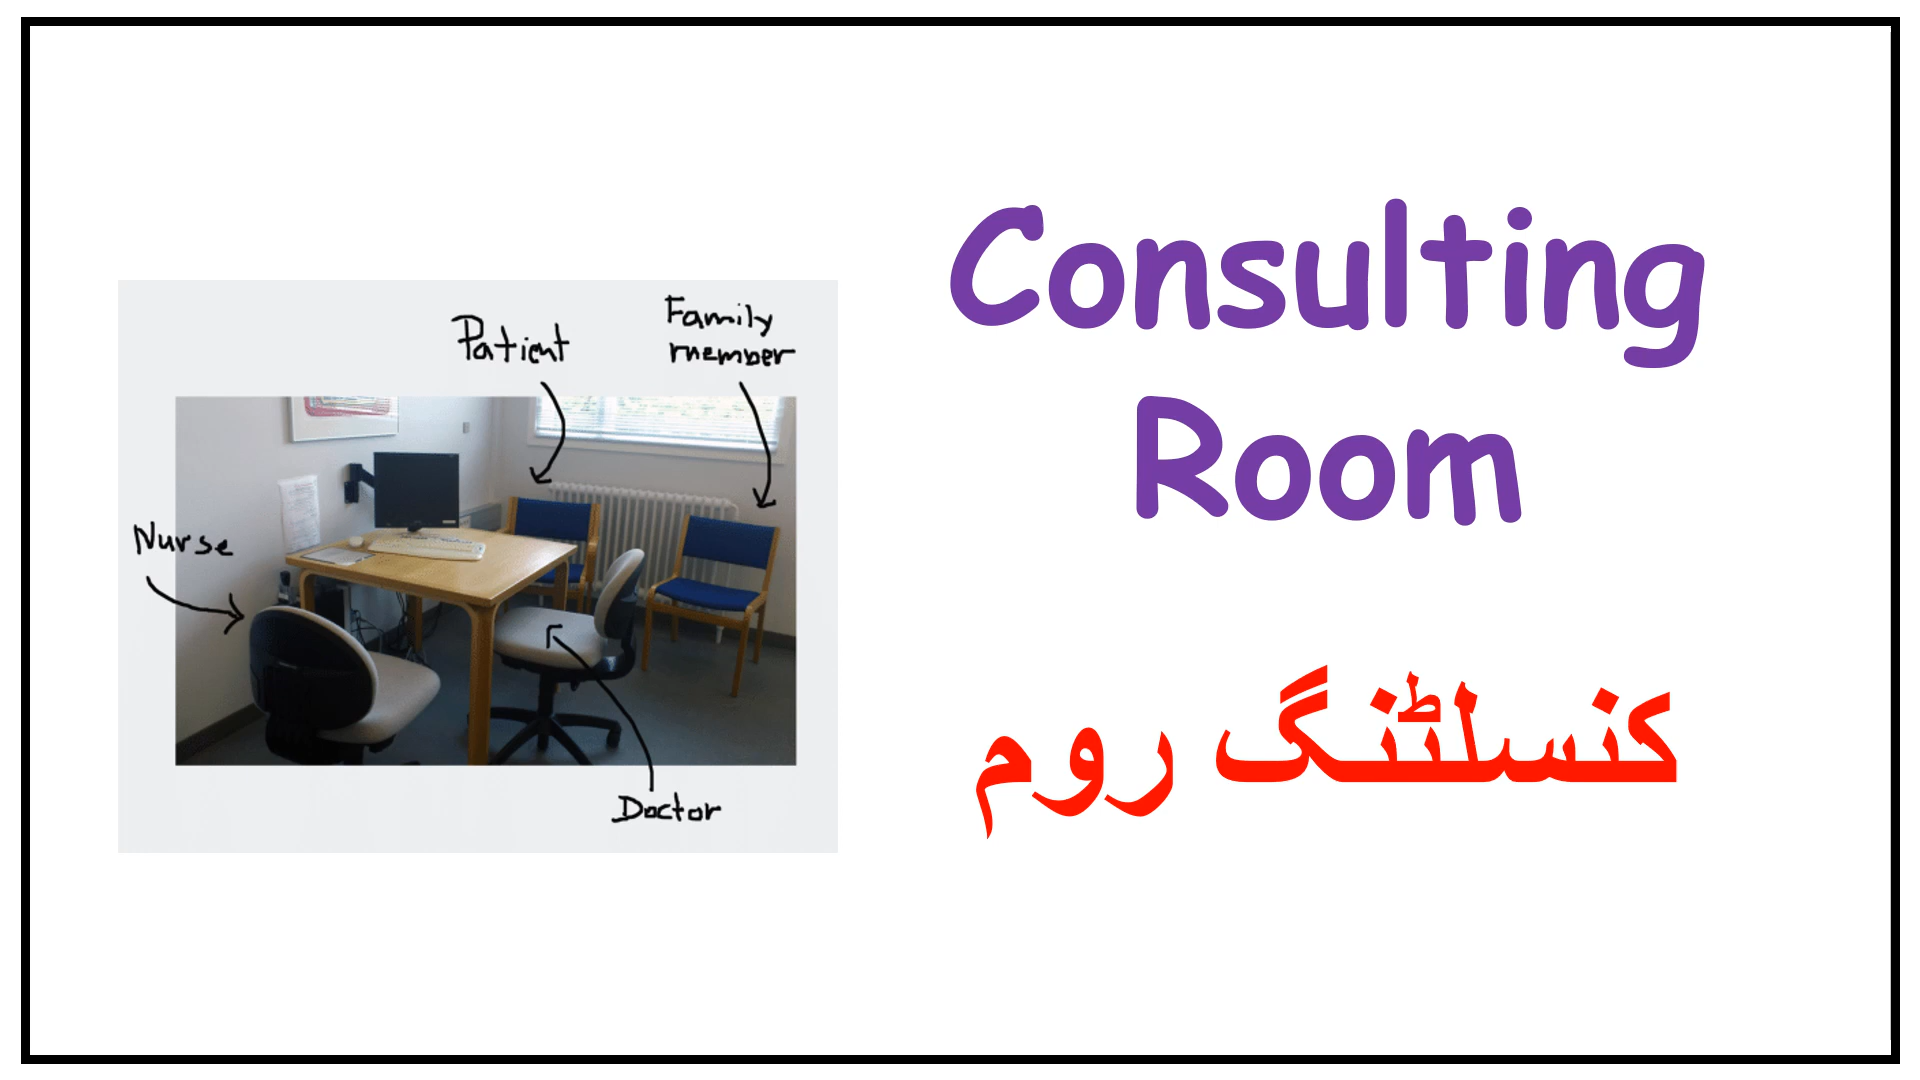 Consulting
Room
کنسلٹنگ روم
Patient
Family
member
Nurse
Doctor